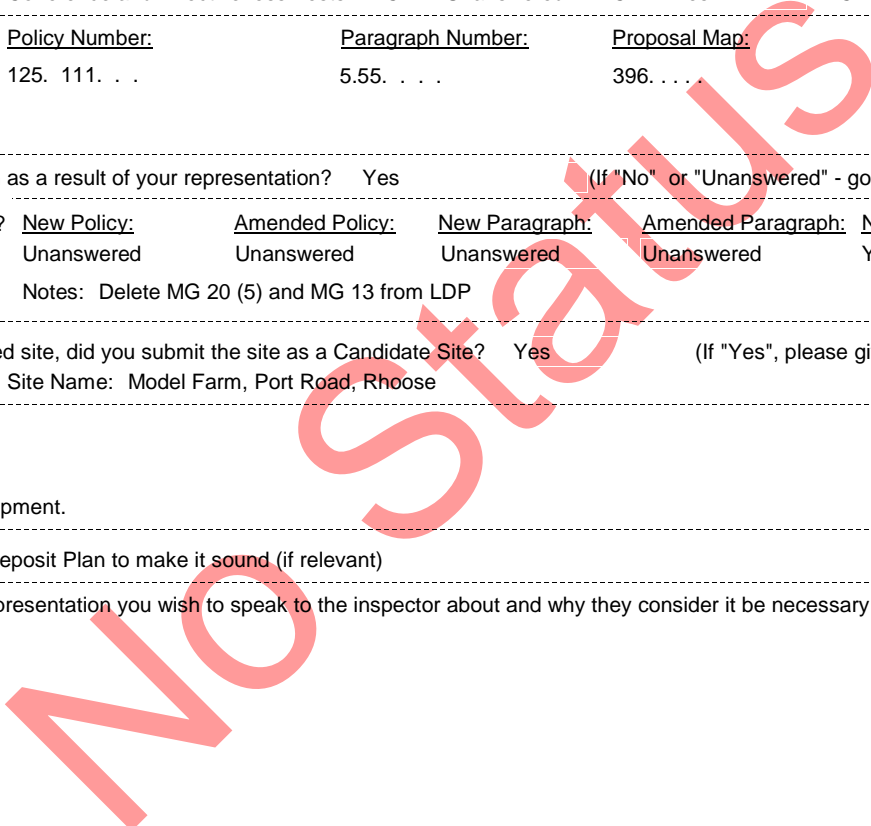 Policy Number: Paragraph Number: Proposal Map:
125. 111. . . 5.55. . . . 396. . . . .
as a result of your representation? Yes (If "No" or "Unanswered" - go
? New Policy: Amended Policy: New Paragraph: Amended Paragraph: N
Unanswered Unanswered Unanswered Unanswered Y
Notes: Delete MG 20 (5) and MG 13 from LDP
ed site, did you submit the site as a Candidate Site? Yes (If "Yes", please gi
Site Name: Model Farm, Port Road, Rhoose
pment.
eposit Plan to make it sound (if relevant)
presentation you wish to speak to the inspector about and why they consider it be necessary
No Status